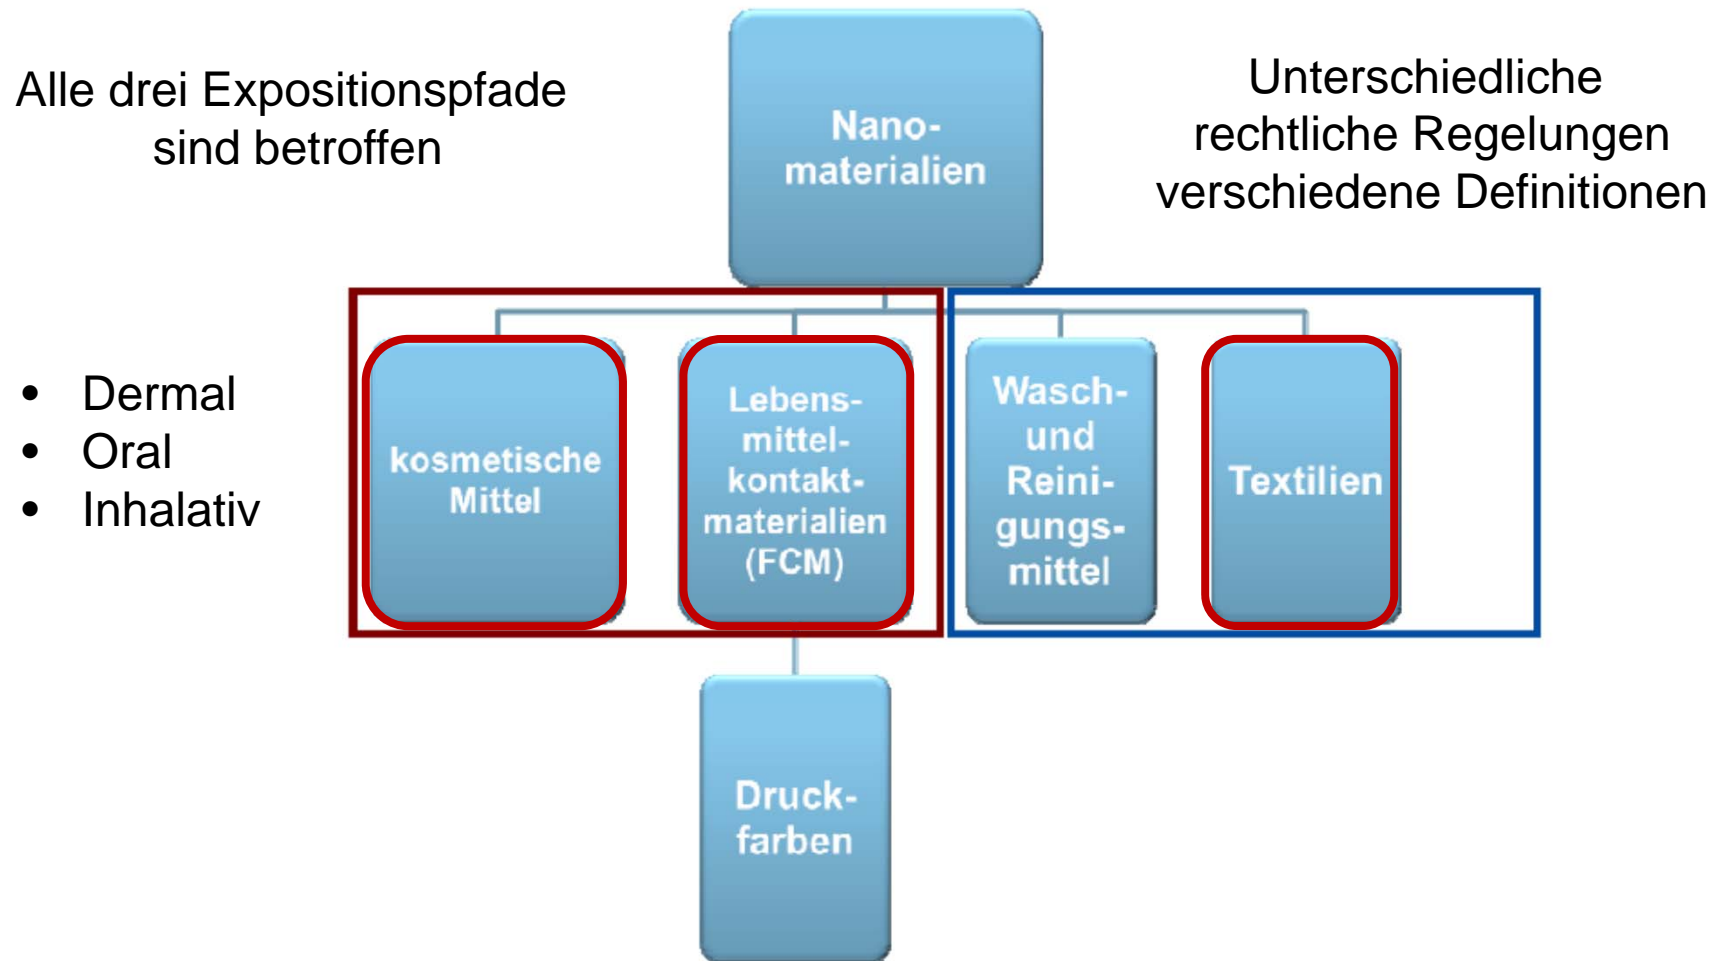 Alle drei Expositionspfade
sind betroffen
Nano-
materialien
Unterschiedliche
rechtliche Regelungen
verschiedene Definitionen
• Dermal
• Oral
• Inhalativ
kosmetische
Mittel
Lebens-
mittel-
kontakt-
materialien
(FCM)
Wasch-
und
Reini-
gungs-
mittel
Textilien
Druck-
farben